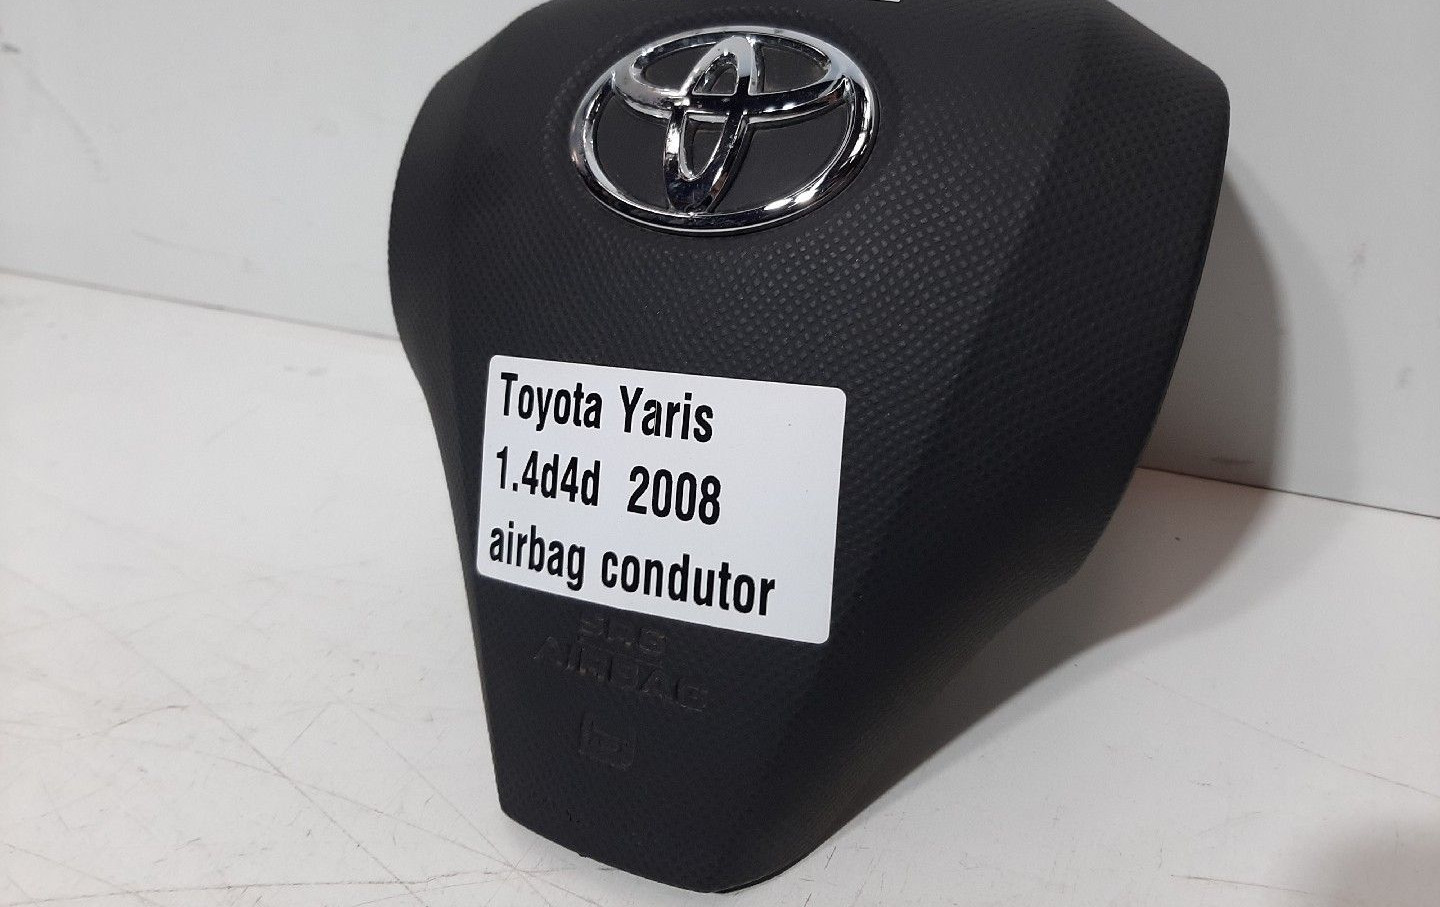 Toyota Yaris
1.4d4d 2008
airbag condutor
SRS
AIRBAG